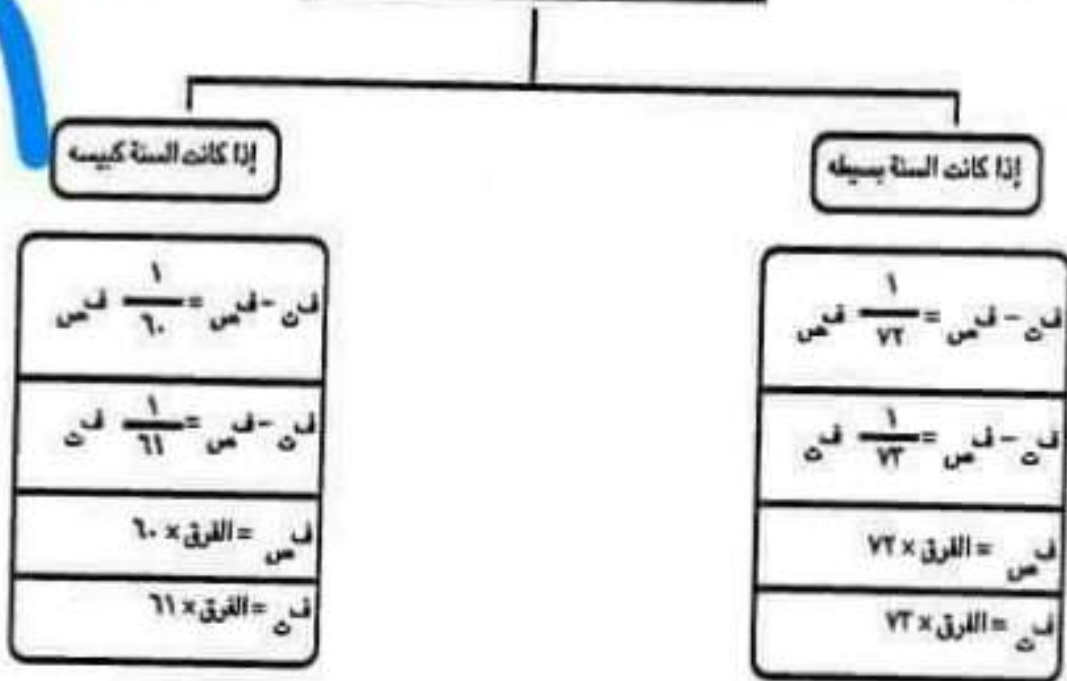 إذا كانت السنة بسيطه
ف ت - ف ص = ١/٧٢ ف ص
ف ت - ف ص = ١/٧٣ ف ت
ف ص = الفرق × ٧٢
ف ت = الفرق × ٧٣
إذا كانت السنة كبيسه
ف ت - ف ص = ١/٦٠ ف ص
ف ت - ف ص = ١/٦١ ف ت
ف ص = الفرق × ٦٠
ف ت = الفرق × ٦١